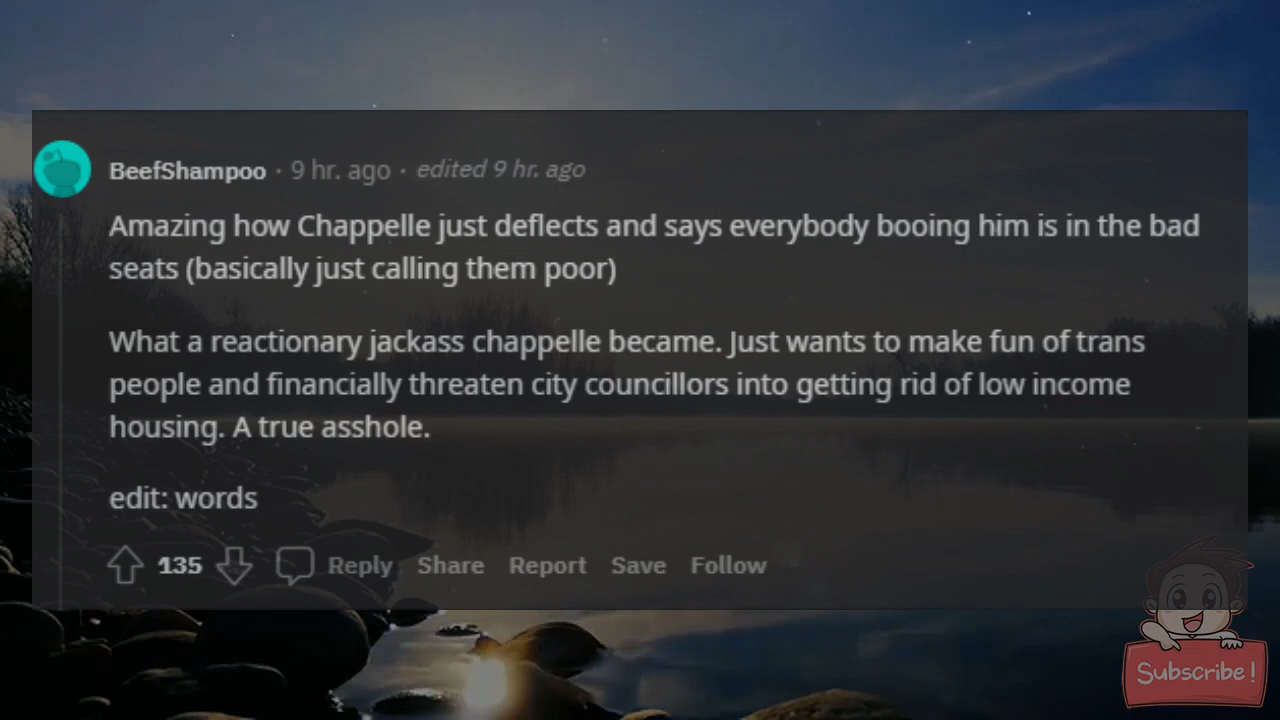 BeefShampoo · 9 hr. ago · edited 9 hr. ago
Amazing how Chappelle just deflects and says everybody booing him is in the bad
seats (basically just calling them poor)
What a reactionary jackass chappelle became. Just wants to make fun of trans
people and financially threaten city councillors into getting rid of low income
housing. A true asshole.
edit: words
135 Reply Share Report Save Follow
Subscribe!